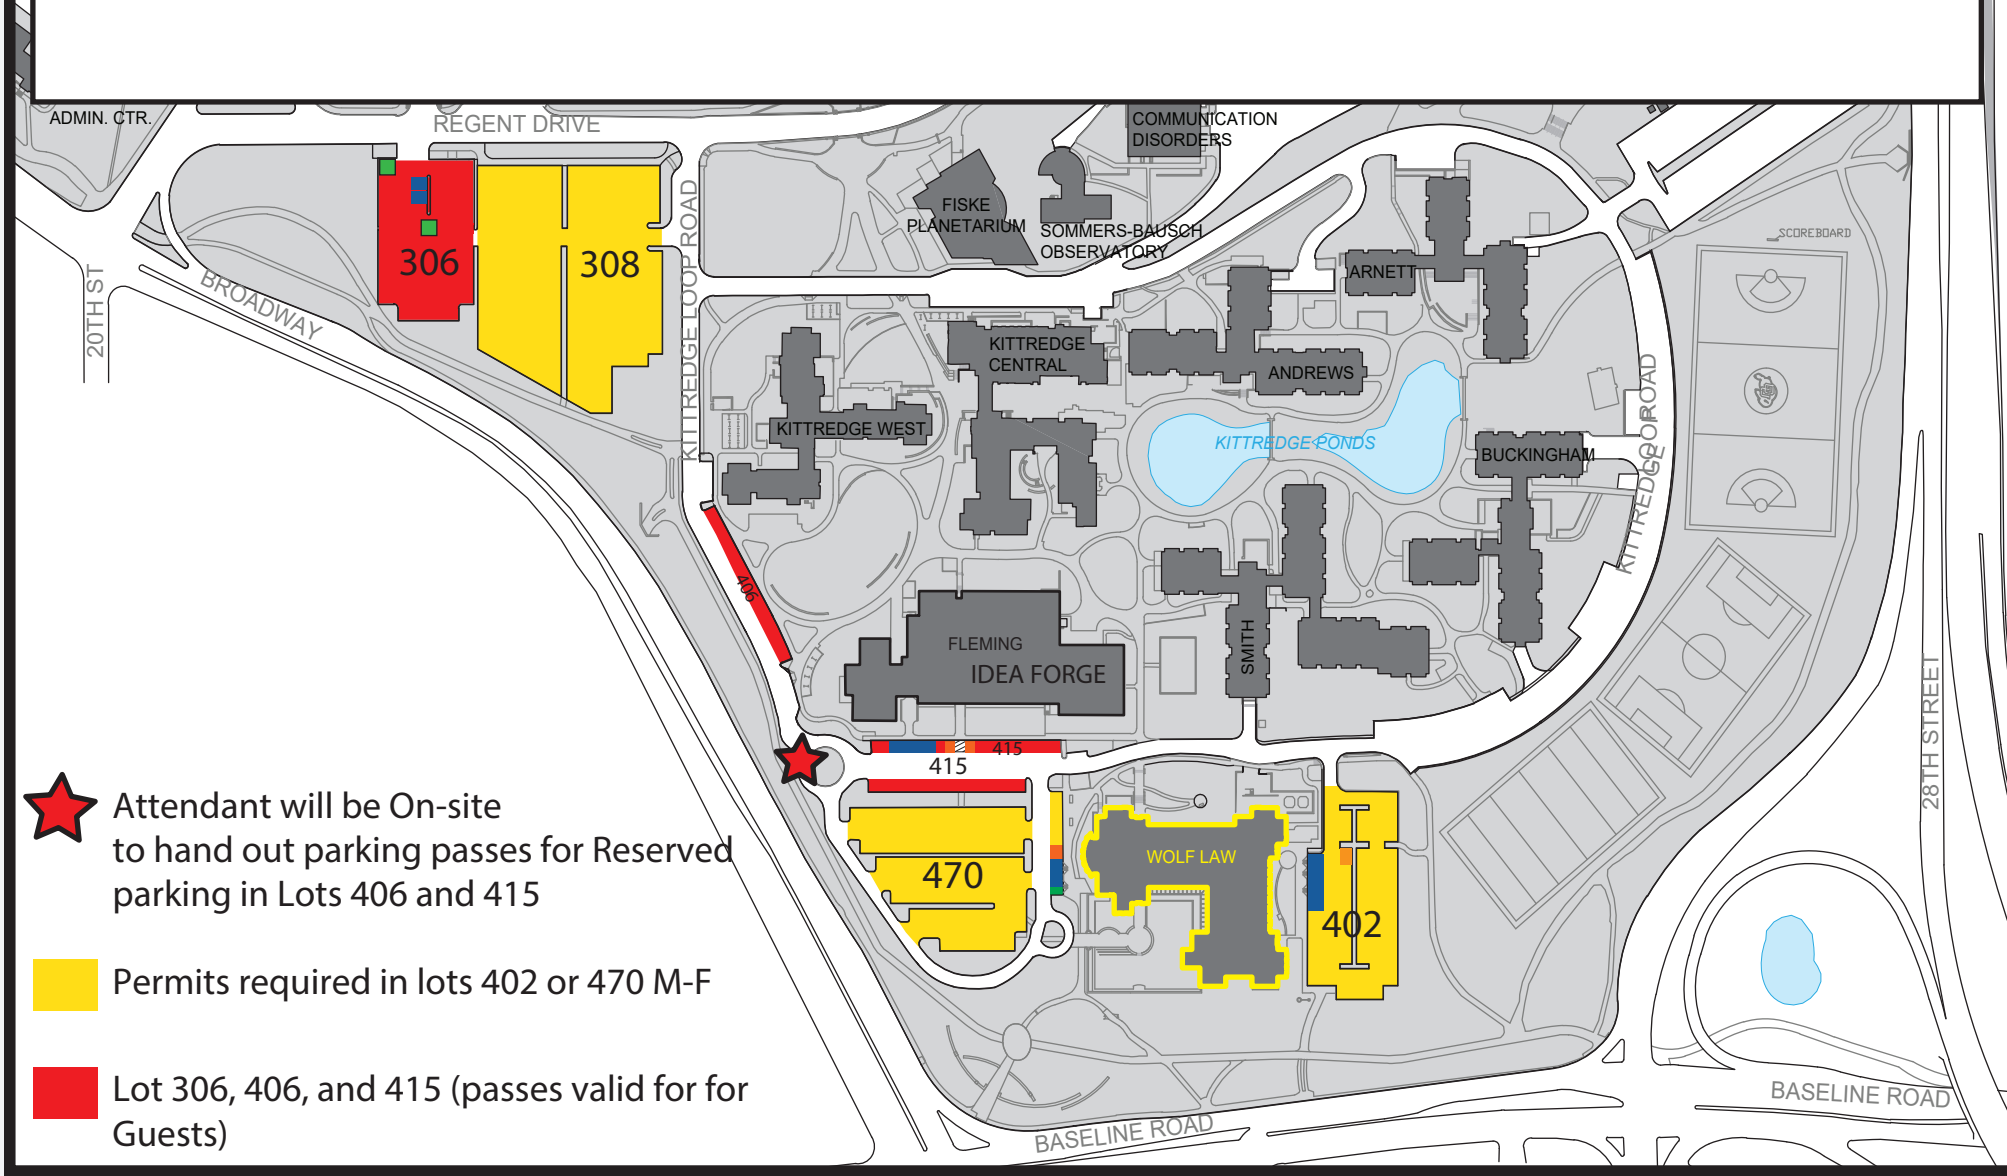 ADMIN. CTR.
REGENT DRIVE
COMMUNICATION
DISORDERS
FISKE
PLANETARIUM
SOMMERS-BAUSCH
OBSERVATORY
SCOREBOARD
306
308
ARNETT
20TH ST
BROADWAY
KITTREDGE LOOP ROAD
KITTREDGE
CENTRAL
ANDREWS
KITTREDGE WEST
KITTREDGE PONDS
BUCKINGHAM
KITTREDGE LOOP ROAD
406
FLEMING
IDEA FORGE
SMITH
28TH STREET
415
415
WOLF LAW
470
402
Attendant will be On-site
to hand out parking passes for Reserved
parking in Lots 406 and 415
Permits required in lots 402 or 470 M-F
Lot 306, 406, and 415 (passes valid for for
Guests)
BASELINE ROAD
BASELINE ROAD